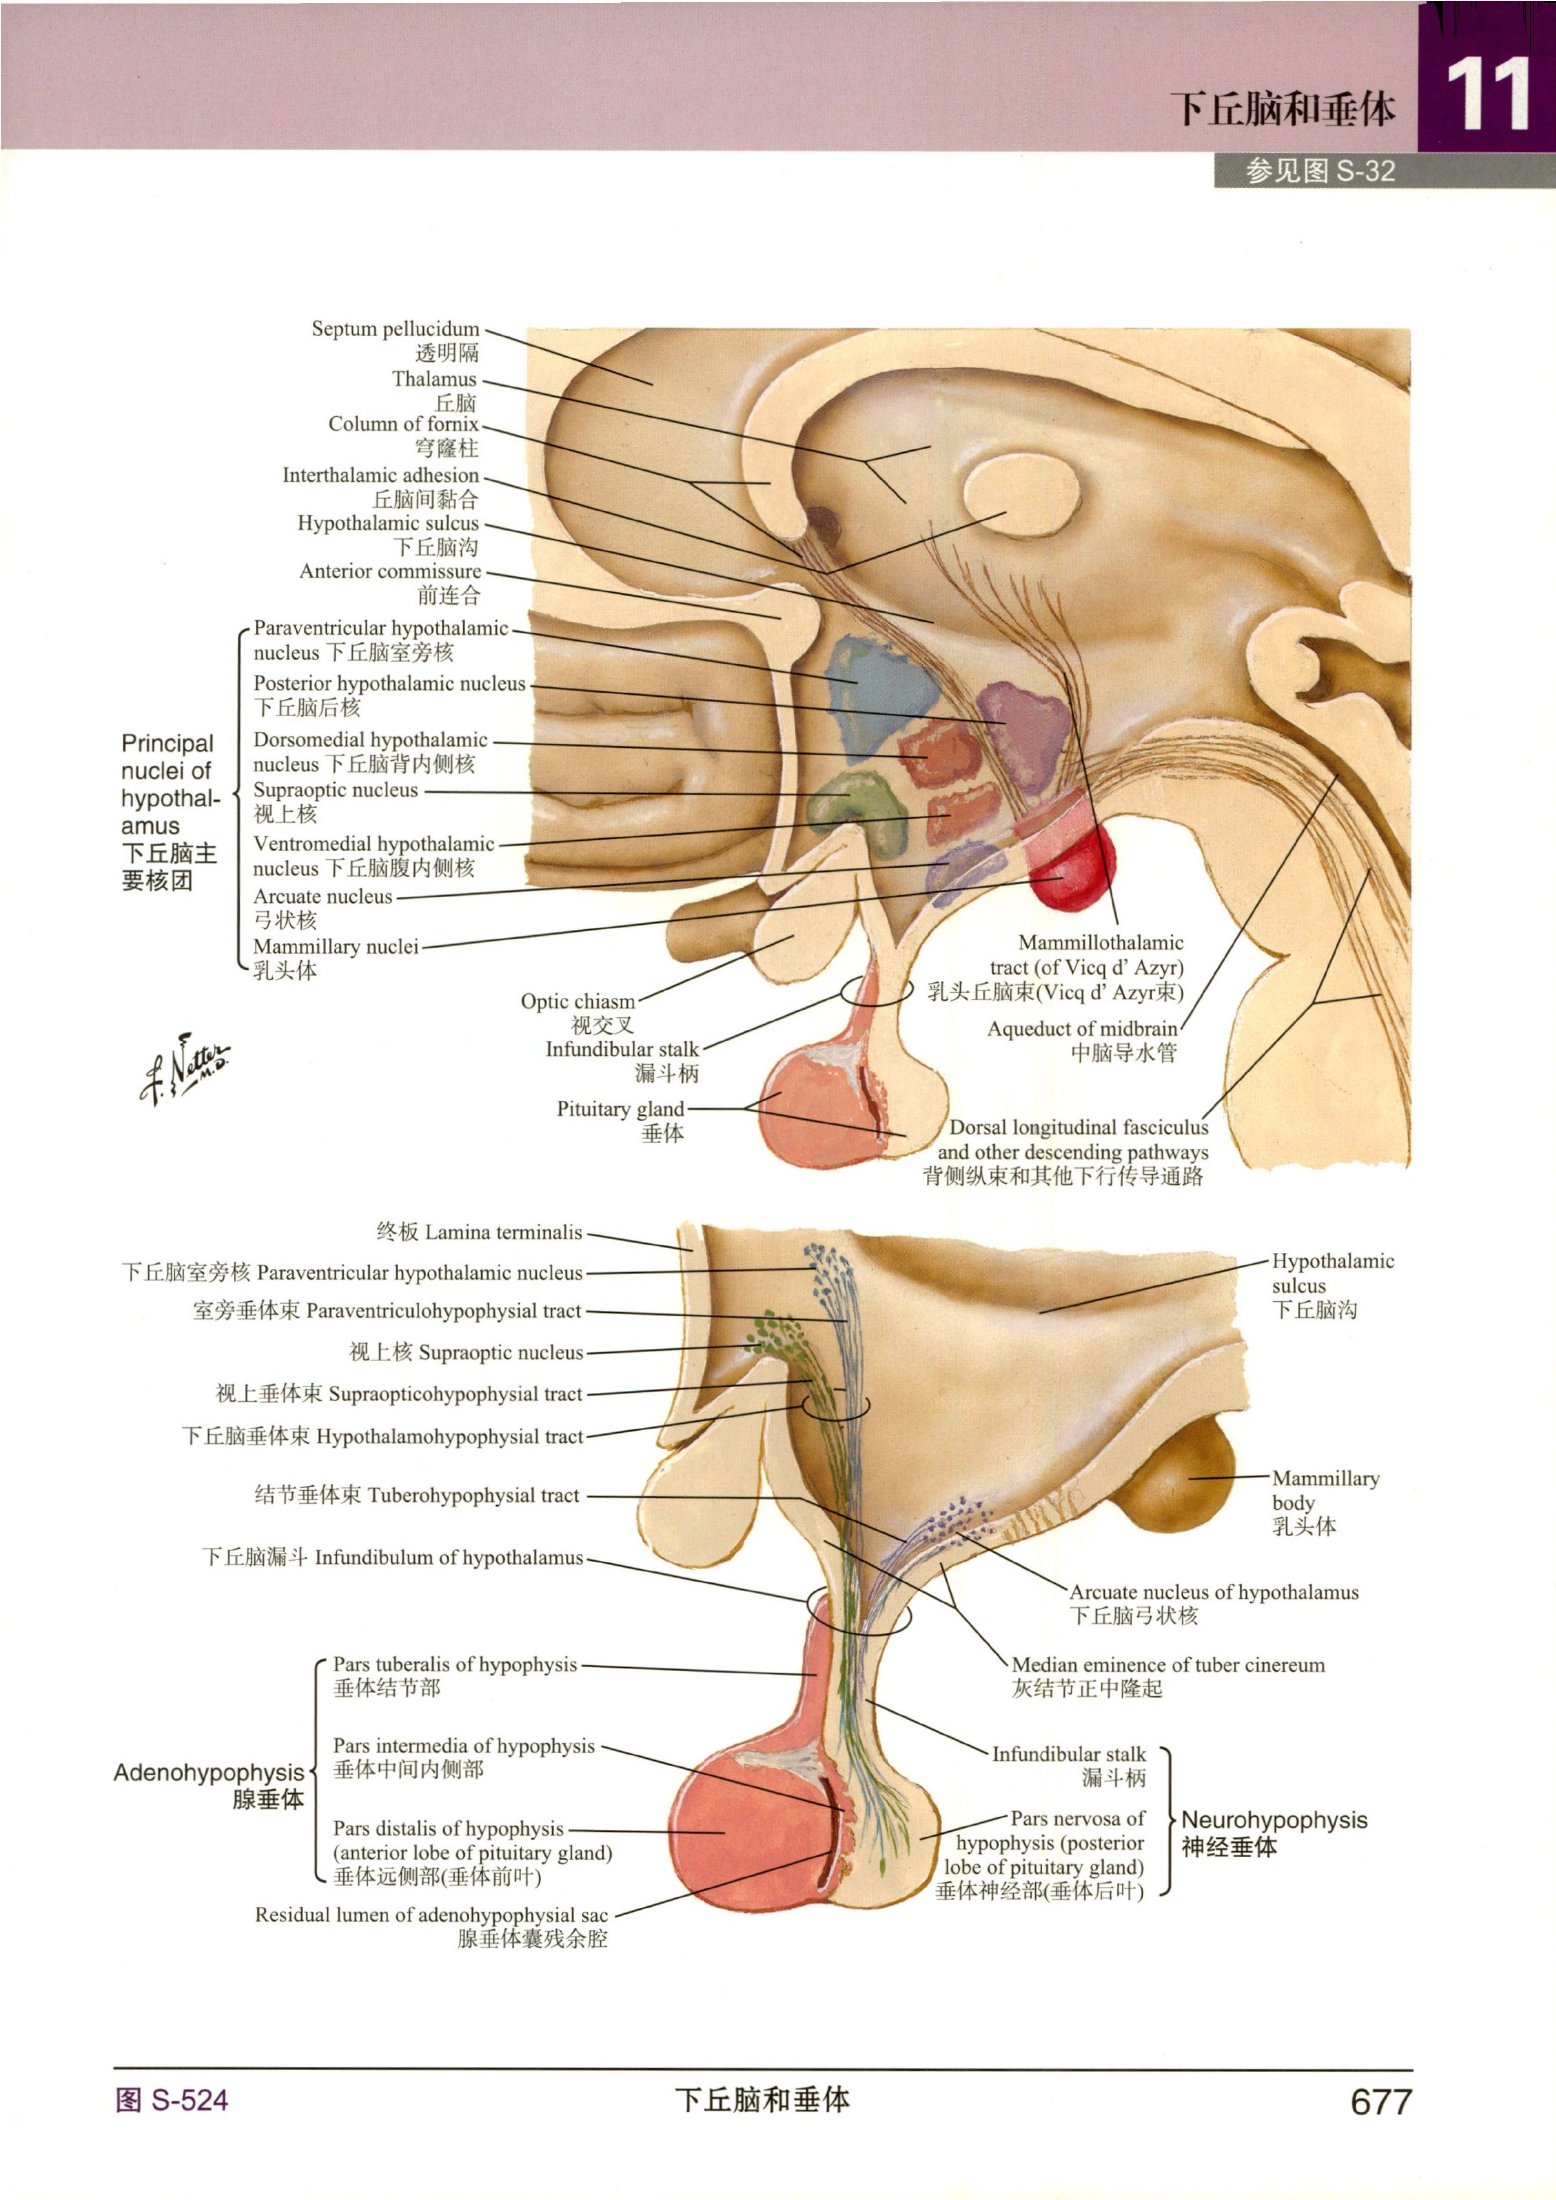 下丘脑和垂体
11
参见图 S-32
Septum pellucidum
透明隔
Thalamus
丘脑
Column of fornix
穹窿柱
Interthalamic adhesion
丘脑间黏合
Hypothalamic sulcus
下丘脑沟
Anterior commissure
前连合
Principal
nuclei of
hypothal-
amus
下丘脑主
要核团
Paraventricular hypothalamic
nucleus 下丘脑室旁核
Posterior hypothalamic nucleus
下丘脑后核
Dorsomedial hypothalamic
nucleus 下丘脑背内侧核
Supraoptic nucleus
视上核
Ventromedial hypothalamic
nucleus 下丘脑腹内侧核
Arcuate nucleus
弓状核
Mammillary nuclei
乳头体
Optic chiasm
视交叉
Infundibular stalk
漏斗柄
Pituitary gland
垂体
Mammillothalamic
tract (of Vicq d' Azyr)
乳头丘脑束(Vicq d' Azyr束)
Aqueduct of midbrain
中脑导水管
Dorsal longitudinal fasciculus
and other descending pathways
背侧纵束和其他下行传导通路
F. Netter
M.D.
终板 Lamina terminalis
下丘脑室旁核 Paraventricular hypothalamic nucleus
室旁垂体束 Paraventriculohypophysial tract
视上核 Supraoptic nucleus
视上垂体束 Supraopticohypophysial tract
下丘脑垂体束 Hypothalamohypophysial tract
结节垂体束 Tuberohypophysial tract
下丘脑漏斗 Infundibulum of hypothalamus
Hypothalamic
sulcus
下丘脑沟
Mammillary
body
乳头体
Arcuate nucleus of hypothalamus
下丘脑弓状核
Median eminence of tuber cinereum
灰结节正中隆起
Adenohypophysis
腺垂体
Pars tuberalis of hypophysis
垂体结节部
Pars intermedia of hypophysis
垂体中间内侧部
Pars distalis of hypophysis
(anterior lobe of pituitary gland)
垂体远侧部(垂体前叶)
Residual lumen of adenohypophysial sac
腺垂体囊残余腔
Infundibular stalk
漏斗柄
Pars nervosa of
hypophysis (posterior
lobe of pituitary gland)
垂体神经部(垂体后叶)
Neurohypophysis
神经垂体
图 S-524
下丘脑和垂体
677